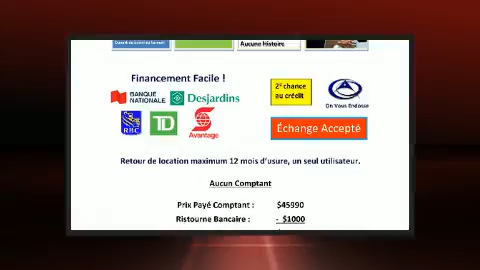 Aucune Histoire
Financement Facile !
BANQUE
NATIONALE
Desjardins
2e chance
au crédit
On Vous Endosse
RBC
TD
Avantage
Échange Accepté
Retour de location maximum 12 mois d'usure, un seul utilisateur.
Aucun Comptant
Prix Payé Comptant : $45990
Ristourne Bancaire : - $1000